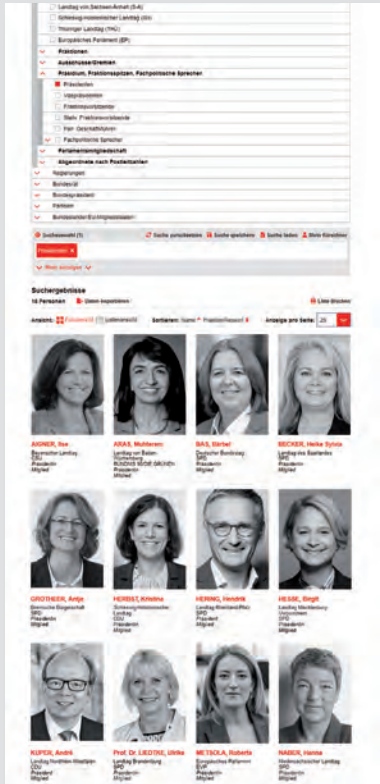 Landtag von Sachsen-Anhalt (S-A)
Schleswig-Holsteinischer Landtag (SH)
Thüringer Landtag (THÜ)
Europäisches Parlament (EP)
Fraktionen
Ausschüsse/Gremien
Präsidium, Fraktionsspitzen, Fachpolitische Sprecher
Präsidenten
Vizepräsidenten
Fraktionsvorsitzende
Stellv. Fraktionsvorsitzende
Parl. Geschäftsführer
Fachpolitische Sprecher
Parlamentsmitgliedschaft
Abgeordnete nach Postleitzahlen
Regierungen
Bundesrat
Bundespräsident
Parteien
Suchauswahl (1)
Suche zurücksetzen
Suche speichern
Suche laden
Mein Kürschner
Präsidenten x
Mehr anzeigen
Suchergebnisse
18 Personen
Daten exportieren
Liste drucken
Ansicht:
Kachelansicht
Listenansicht
Sortieren: Name
Fraktion/Ressort
Anzeige pro Seite:
25
AIGNER, Ilse
Bayerischer Landtag
CSU
Präsidentin
Mitglied
ARAS, Muhterem
Landtag von Baden-
Württemberg
BÜNDNIS 90/DIE GRÜNEN
Präsidentin
Mitglied
BAS, Bärbel
Deutscher Bundestag
SPD
Präsidentin
Mitglied
BECKER, Heike Sylvia
Landtag des Saarlandes
SPD
Präsidentin
Mitglied
GROTHEER, Antje
Bremische Bürgerschaft
SPD
Präsidentin
Mitglied
HERBST, Kristina
Schleswig-Holsteinischer
Landtag
CDU
Präsidentin
Mitglied
HERING, Hendrik
Landtag Rheinland-Pfalz
SPD
Präsident
Mitglied
HESSE, Birgit
Landtag Mecklenburg-
Vorpommern
SPD
Präsidentin
Mitglied
KUPER, André
Landtag Nordrhein-Westfalen
CDU
Präsident
Mitglied
Prof. Dr. LIEDTKE, Ulrike
Landtag Brandenburg
SPD
Präsidentin
Mitglied
METSOLA, Roberta
Europäisches Parlament
EVP
Präsidentin
Mitglied
NABER, Hanna
Niedersächsischer Landtag
SPD
Präsidentin
Mitglied